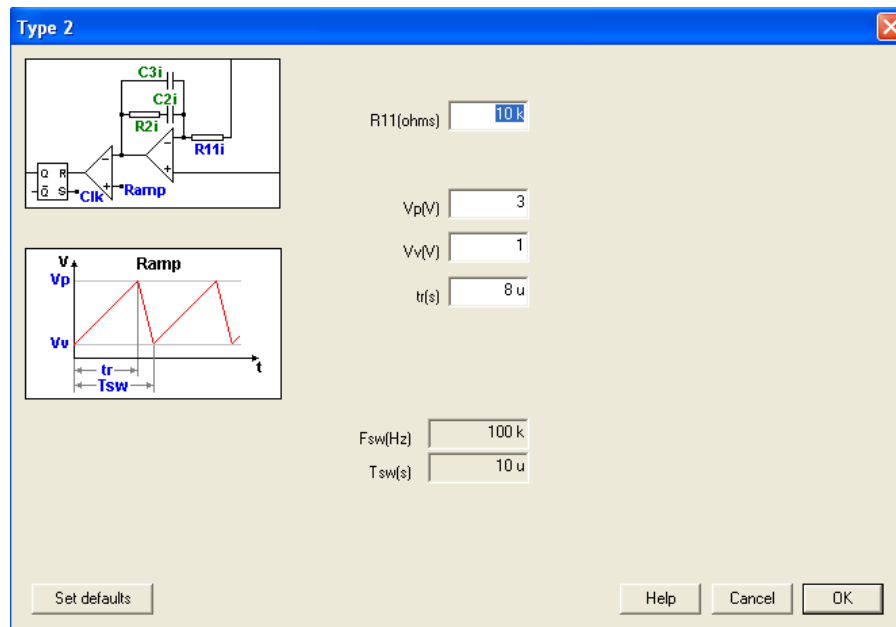 Type 2
C3i
C2i
R2i
R11i
Q R
Q S
Clk
Ramp
R11(ohms) 10 k
Vp(V) 3
Vv(V) 1
tr(s) 8 u
V
Ramp
Vp
Vv
tr
t
Tsw
Fsw(Hz) 100 k
Tsw(s) 10 u
Set defaults
Help
Cancel
OK